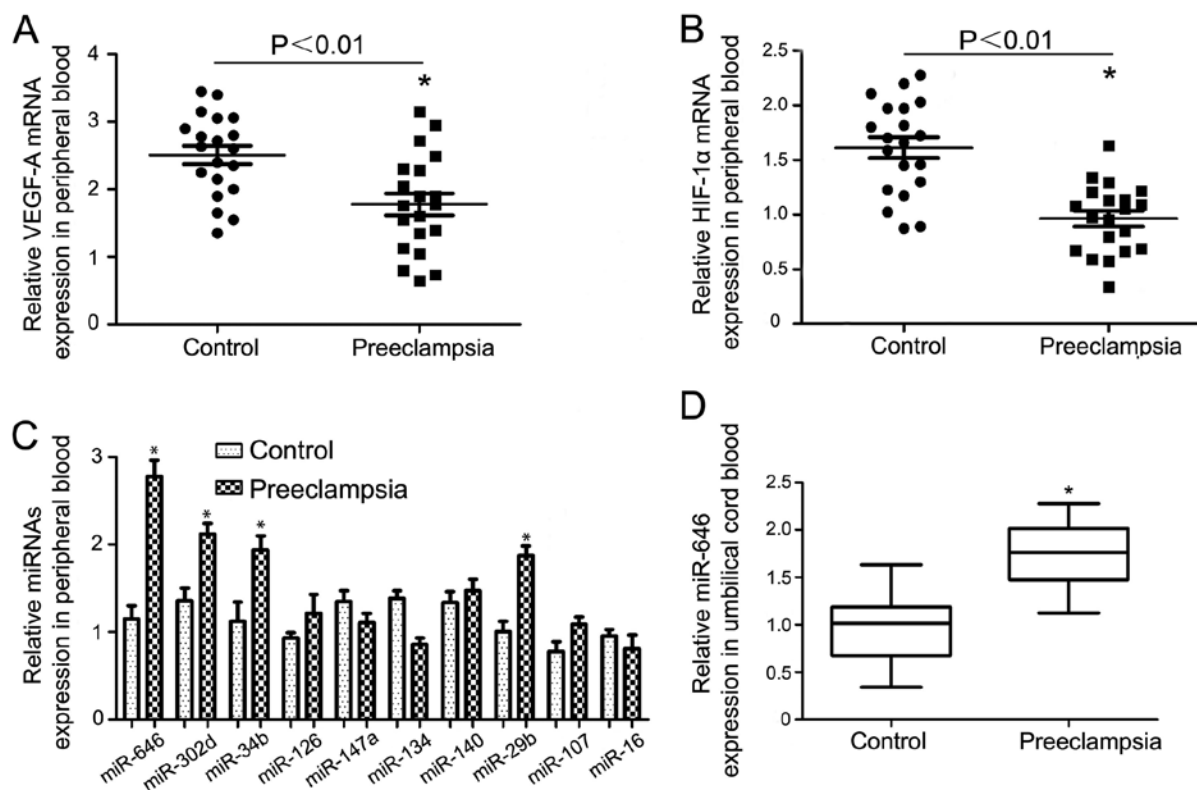 A
Relative VEGF-A mRNA
expression in peripheral blood
4
3
2
1
0
P<0.01
*
Control
Preeclampsia
B
Relative HIF-1α mRNA
expression in peripheral blood
2.5
2.0
1.5
1.0
0.5
0
P<0.01
*
Control
Preeclampsia
C
Relative miRNAs
expression in peripheral blood
3
2
1
0
Control
Preeclampsia
*
*
*
*
miR-646
miR-302d
miR-34b
miR-126
miR-147a
miR-134
miR-140
miR-29b
miR-107
miR-16
D
Relative miR-646
expression in umbilical cord blood
2.5
2.0
1.5
1.0
0.5
0
*
Control
Preeclampsia